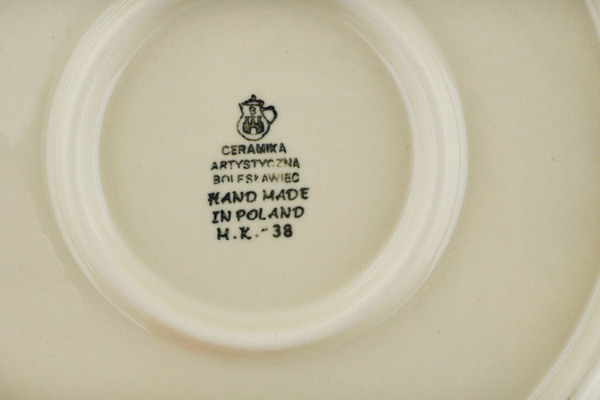 CERAMIKA
ARTYSTYCZNA
BOLESŁAWIEC
HAND MADE
IN POLAND
M.K.-38